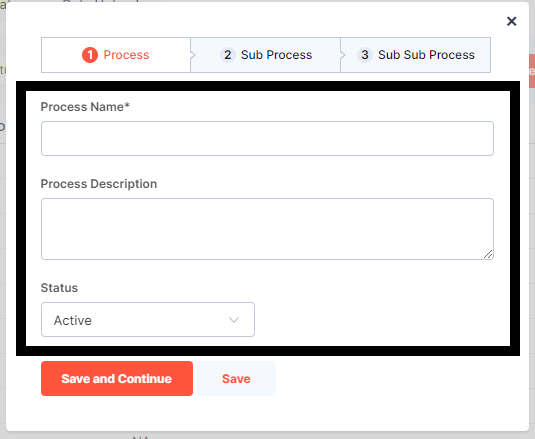 1 Process 2 Sub Process 3 Sub Sub Process
Process Name*
Process Description
Status
Active
Save and Continue Save